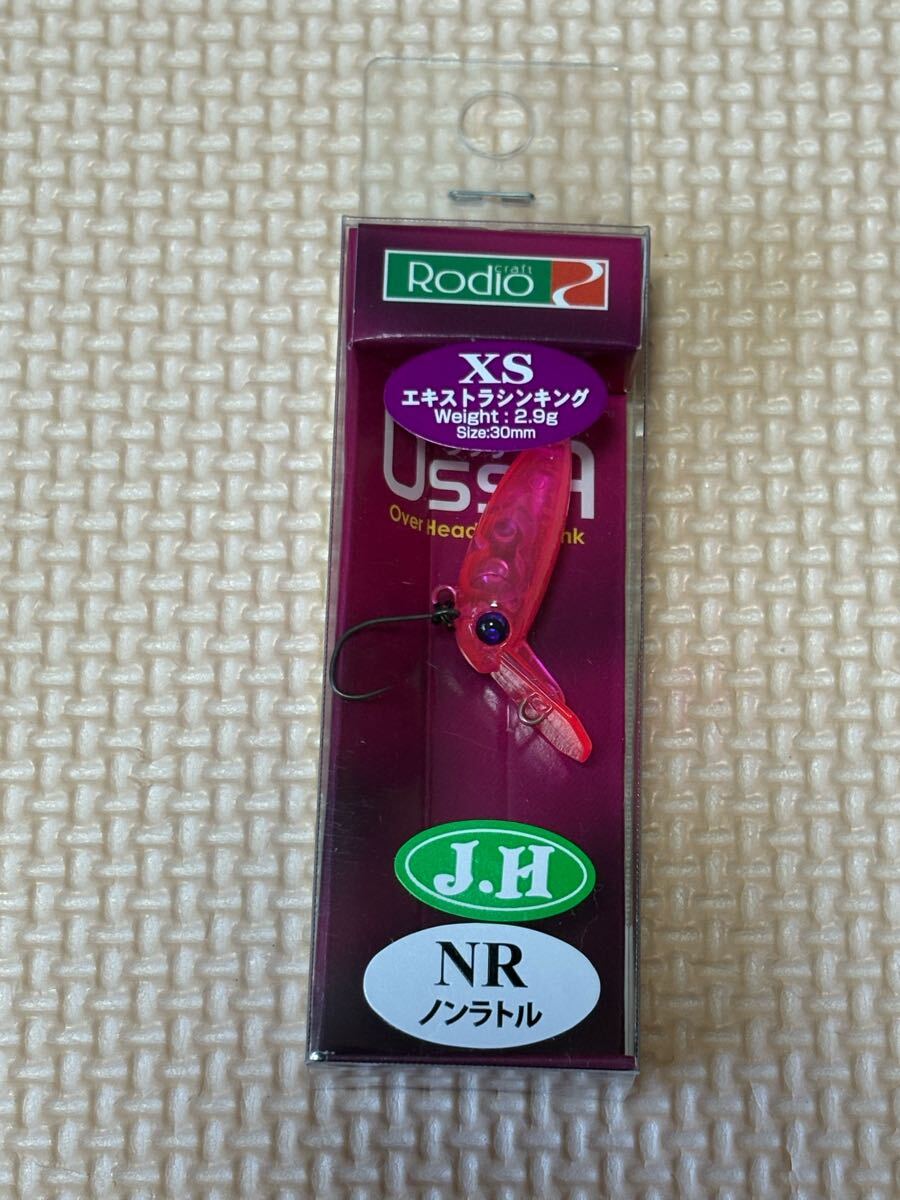 Rodio craft
XS
エキストラシンキング
Weight : 2.9g
Size:30mm
Over Head
J.H
NR
ノンラトル